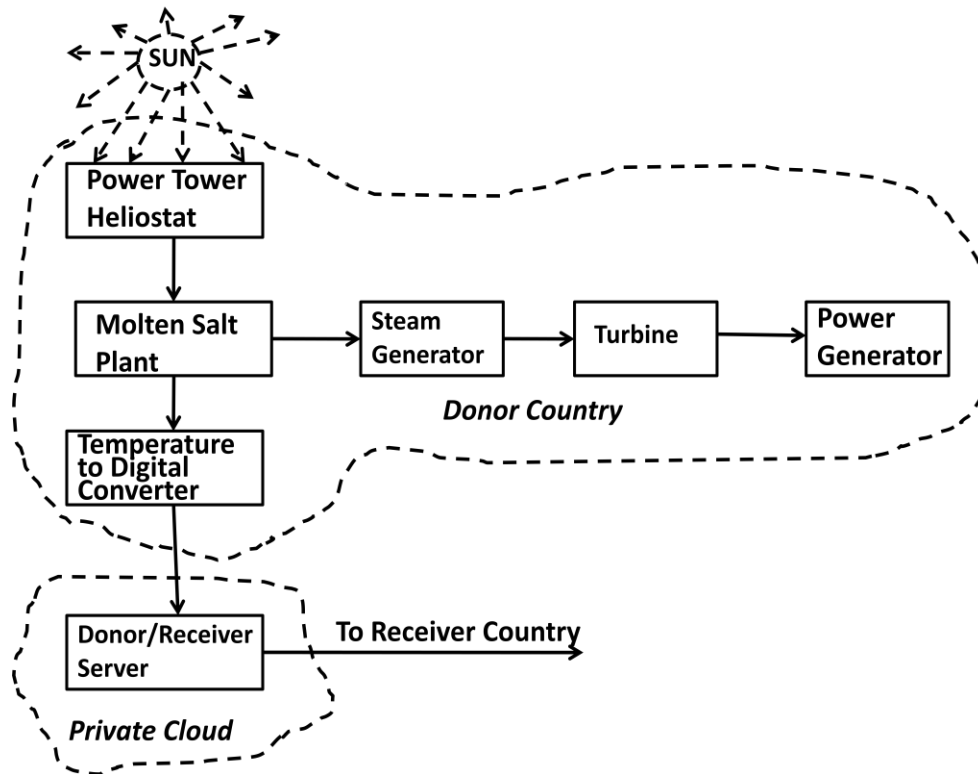 SUN
Power Tower
Heliostat
Molten Salt
Plant
Steam
Generator
Turbine
Power
Generator
Donor Country
Temperature
to Digital
Converter
Donor/Receiver
Server
To Receiver Country
Private Cloud